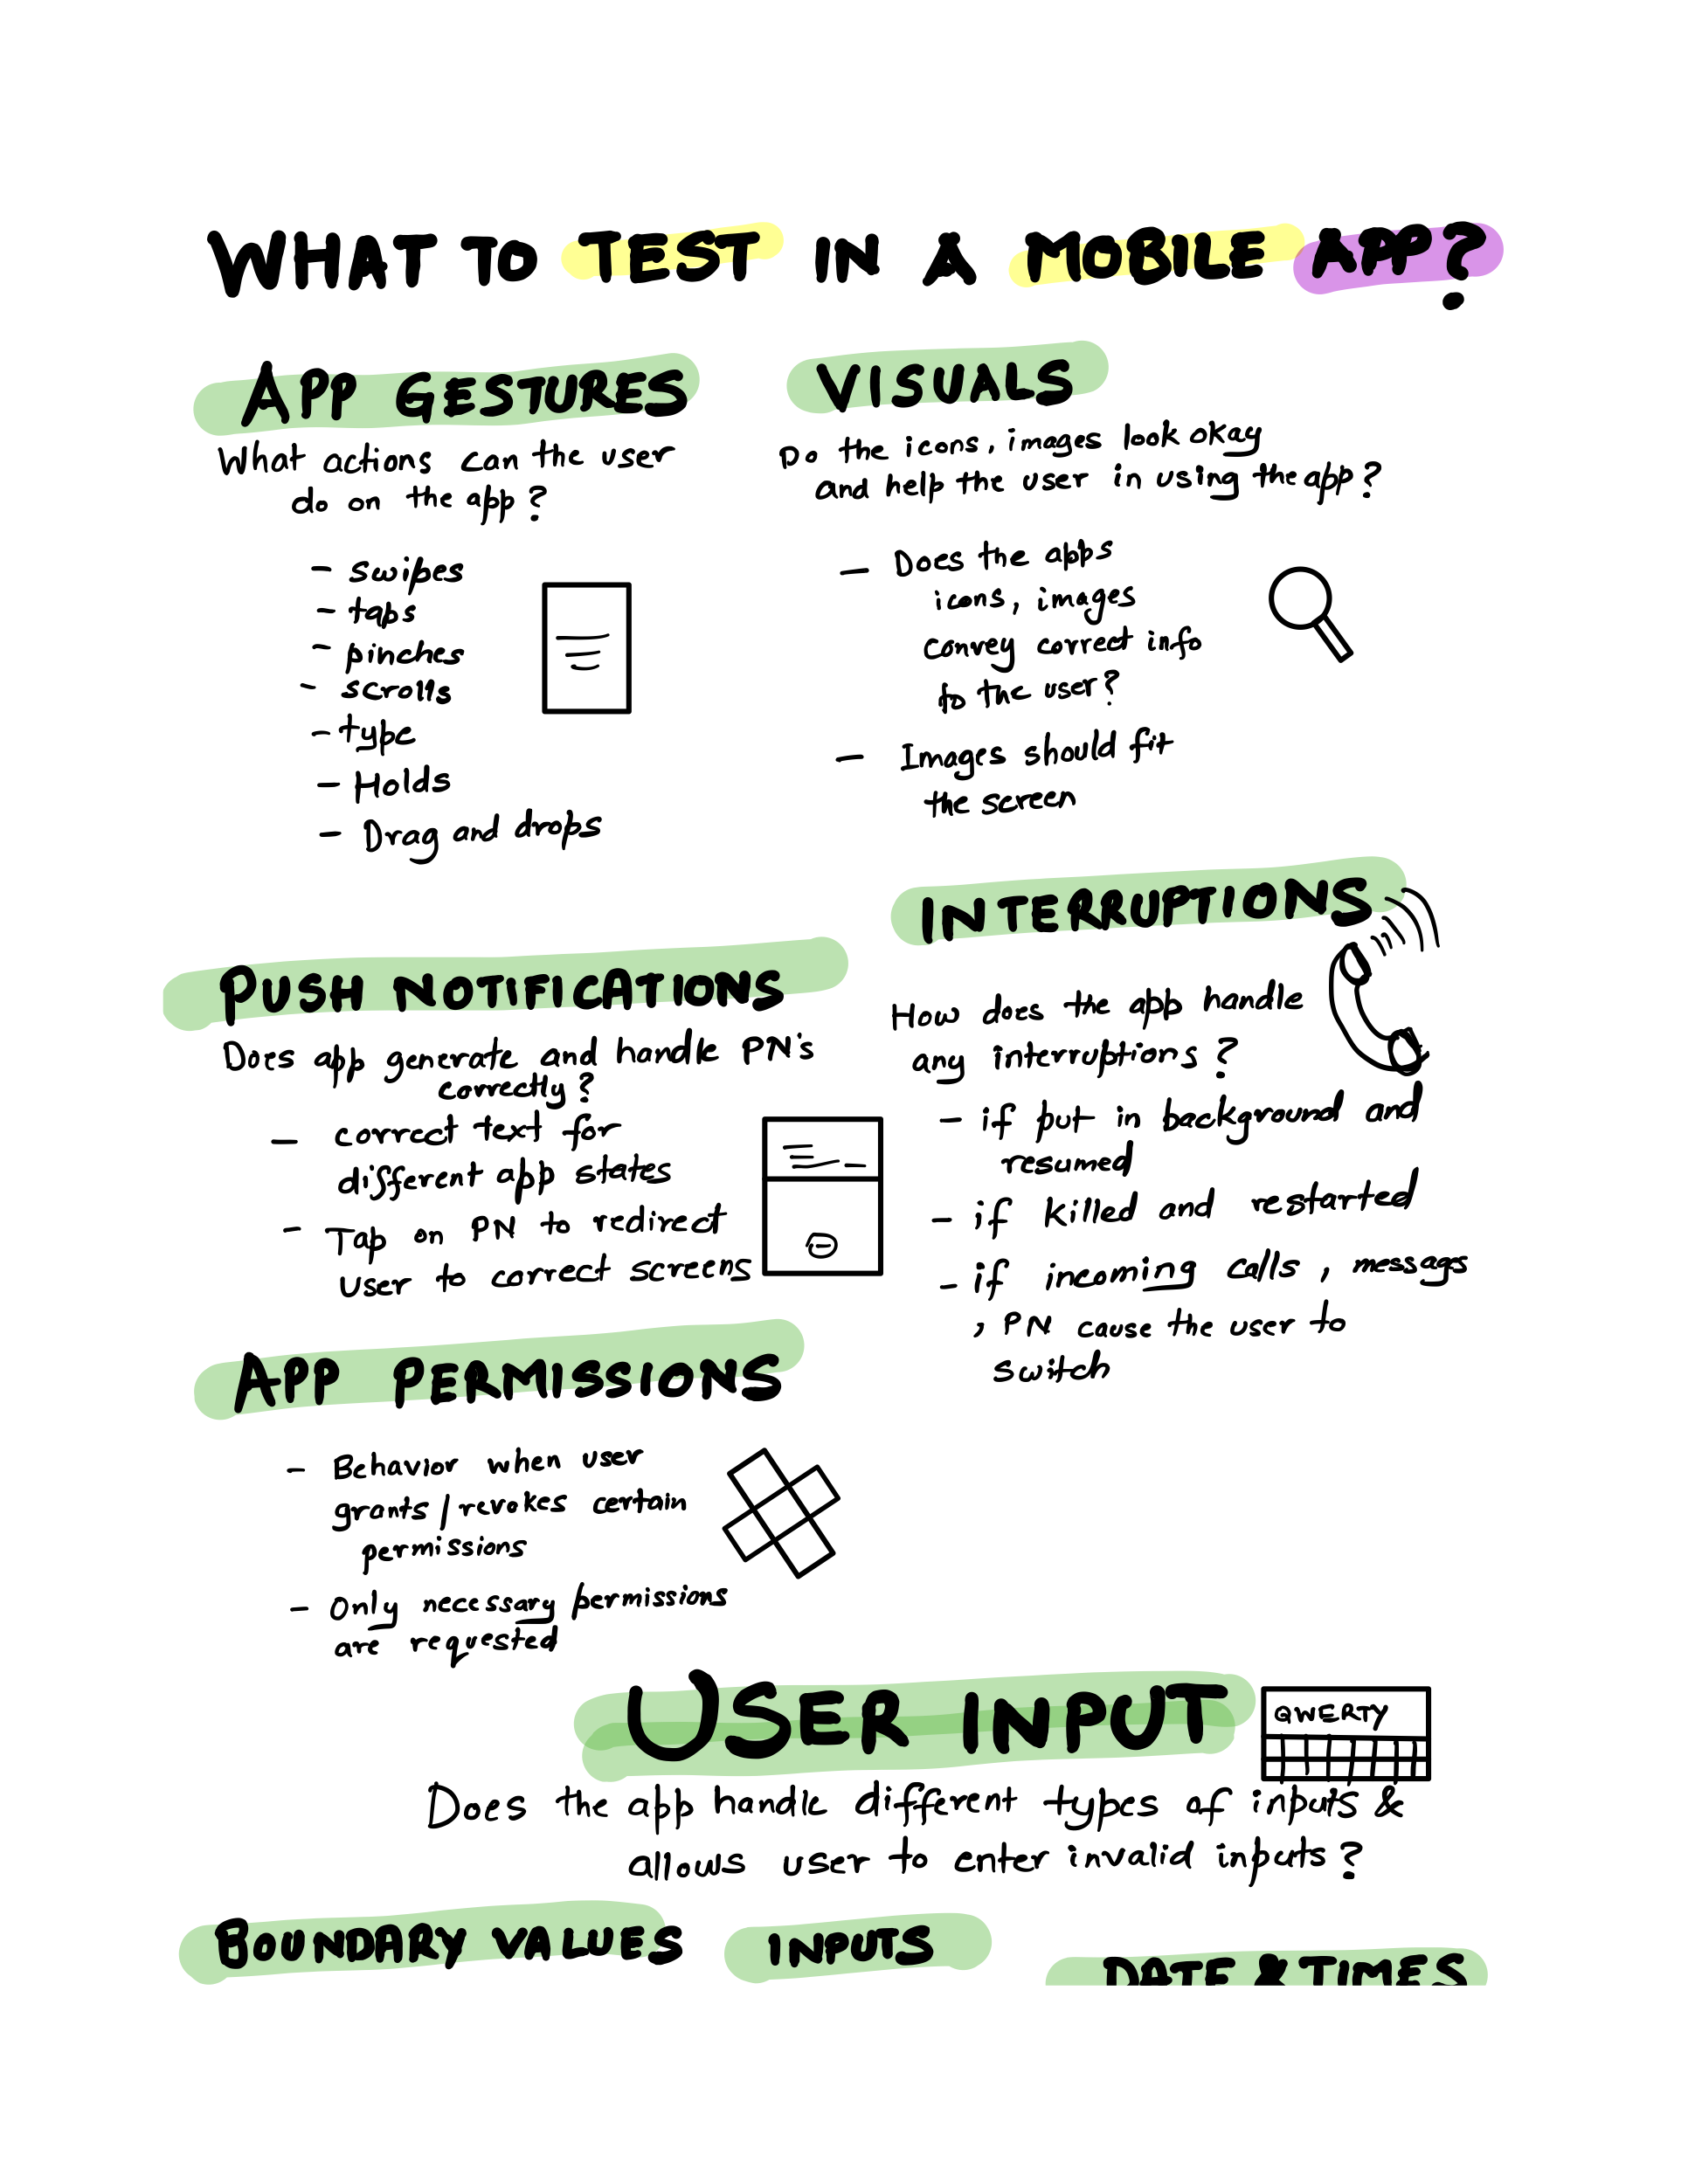 WHAT TO TEST IN A MOBILE APP?
APP GESTURES
What actions can the user
do on the app?
- swipes
- taps
- pinches
- scrolls
- type
- Holds
- Drag and drops
VISUALS
Do the icons, images look okay
and help the user in using the app?
- Does the apps
icons, images
convey correct info
to the user?
- Images should fit
the screen
PUSH NOTIFICATIONS
Does app generate and handle PN's
correctly?
- correct text for
different app states
- Tap on PN to redirect
user to correct screens
INTERRUPTIONS
How does the app handle
any interruptions?
- if put in background and
resumed
- if killed and restarted
- if incoming calls, messages
, PN cause the user to
switch
APP PERMISSIONS
- Behavior when user
grants/revokes certain
permissions
- Only necessary permissions
are requested
USER INPUT
QWERTY
Does the app handle different types of inputs &
allows user to enter invalid inputs?
BOUNDARY VALUES
INPUTS
DATE & TIMES